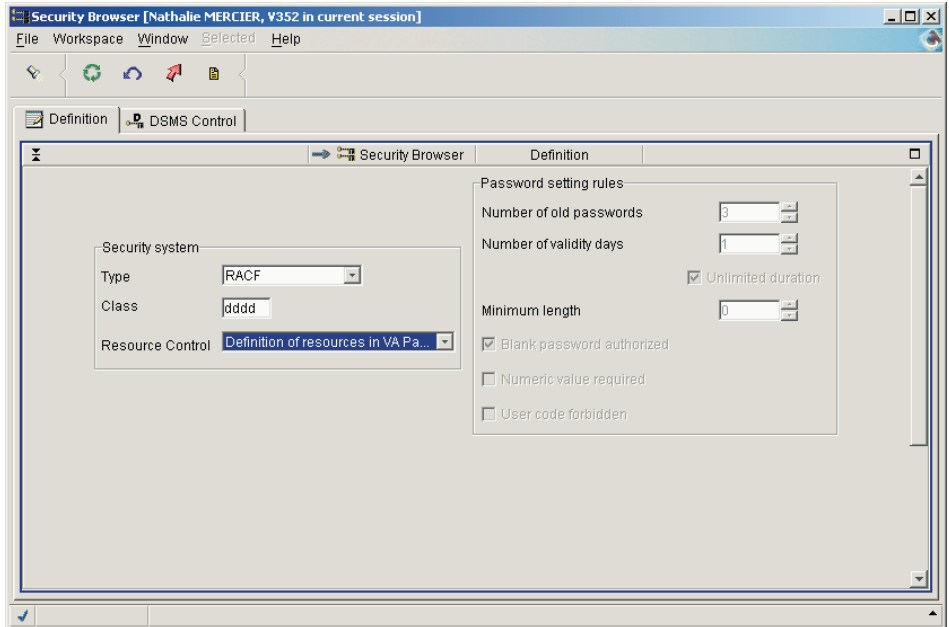 Security Browser [Nathalie MERCIER, V352 in current session]
File Workspace Window Selected Help
Definition DSMS Control
Security Browser Definition
Security system
Type RACF
Class dddd
Resource Control Definition of resources in VA Pa...
Password setting rules
Number of old passwords 3
Number of validity days 1
Unlimited duration
Minimum length 0
Blank password authorized
Numeric value required
User code forbidden